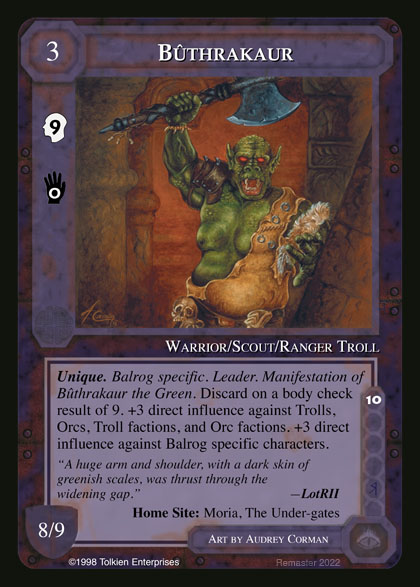 3
BÛTHRAKAUR
9
0
WARRIOR/SCOUT/RANGER TROLL
Unique. Balrog specific. Leader. Manifestation of
Bûthrakaur the Green. Discard on a body check
result of 9. +3 direct influence against Trolls,
Orcs, Troll factions, and Orc factions. +3 direct
influence against Balrog specific characters.
10
“A huge arm and shoulder, with a dark skin of
greenish scales, was thrust through the
widening gap.” –LotRII
Home Site: Moria, The Under-gates
8/9
ART BY AUDREY CORMAN
©1998 Tolkien Enterprises
Remaster 2022